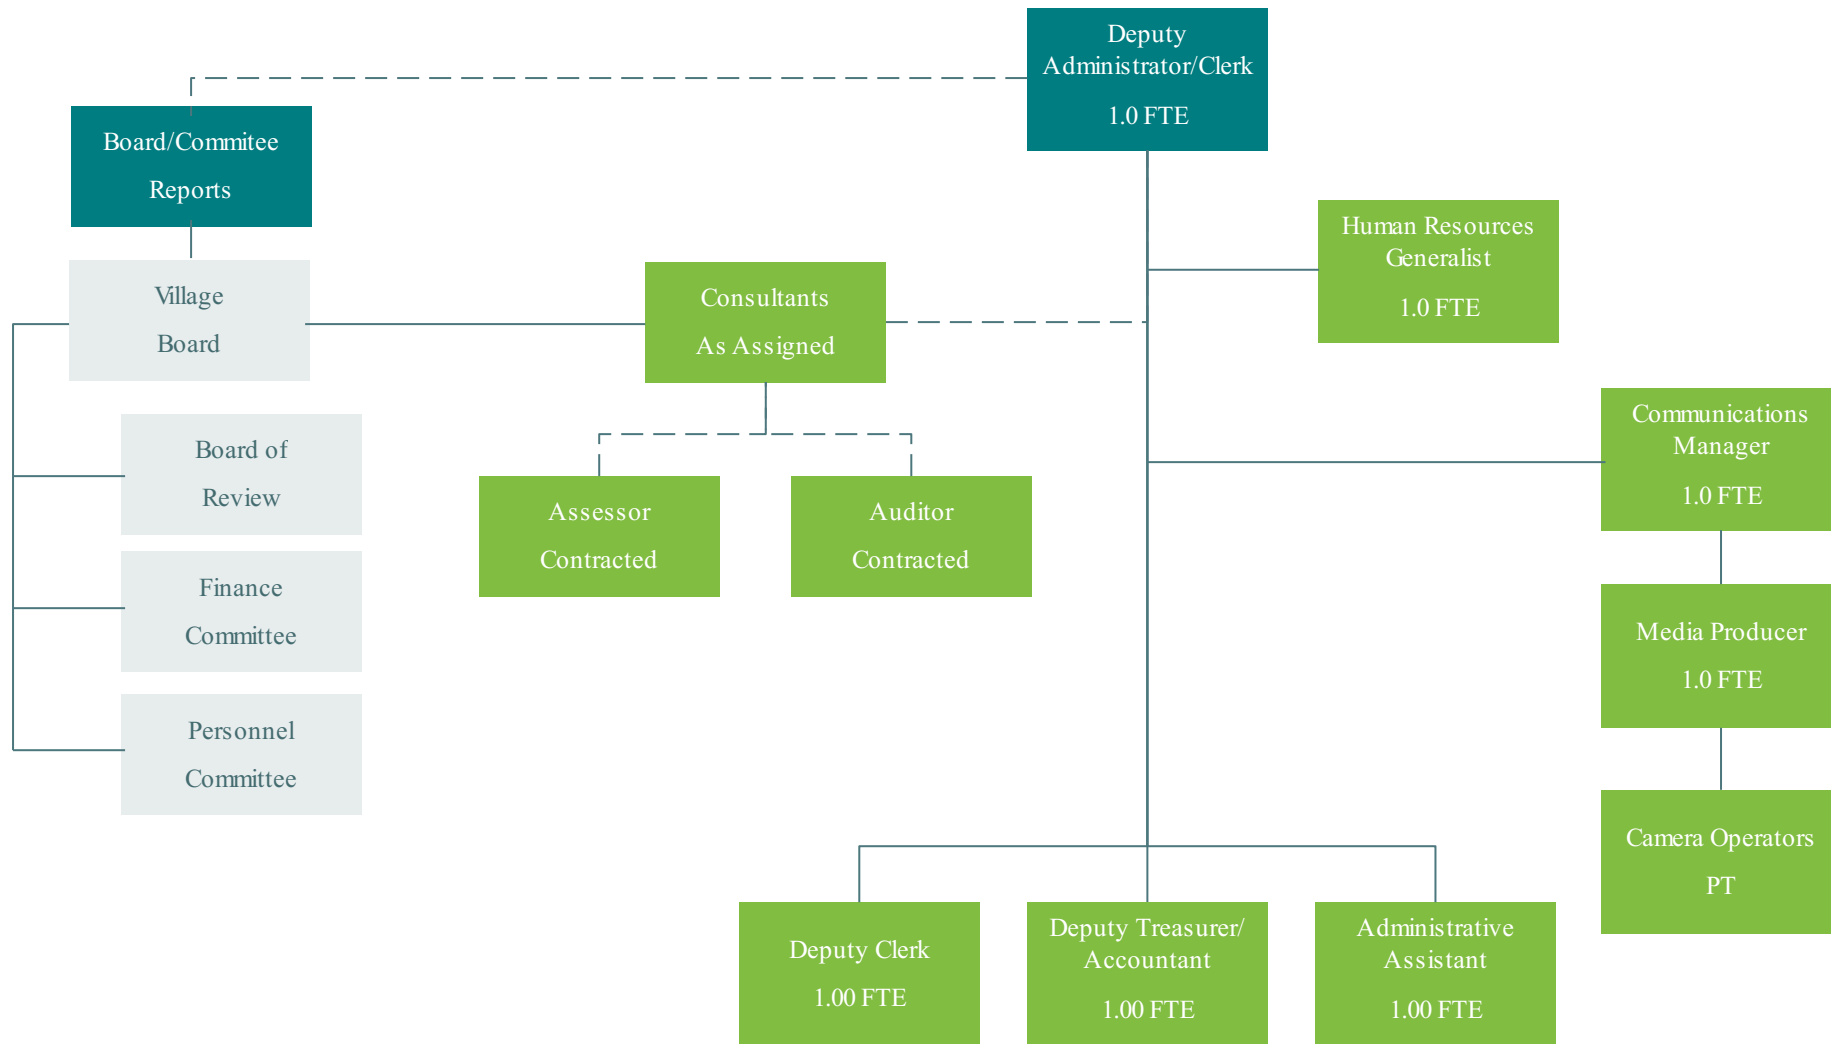 Deputy
Administrator/Clerk
1.0 FTE
Board/Commitee
Reports
Human Resources
Generalist
1.0 FTE
Village
Board
Consultants
As Assigned
Communications
Manager
1.0 FTE
Board of
Review
Assessor
Contracted
Auditor
Contracted
Finance
Committee
Media Producer
1.0 FTE
Personnel
Committee
Camera Operators
PT
Deputy Clerk
1.00 FTE
Deputy Treasurer/
Accountant
1.00 FTE
Administrative
Assistant
1.00 FTE